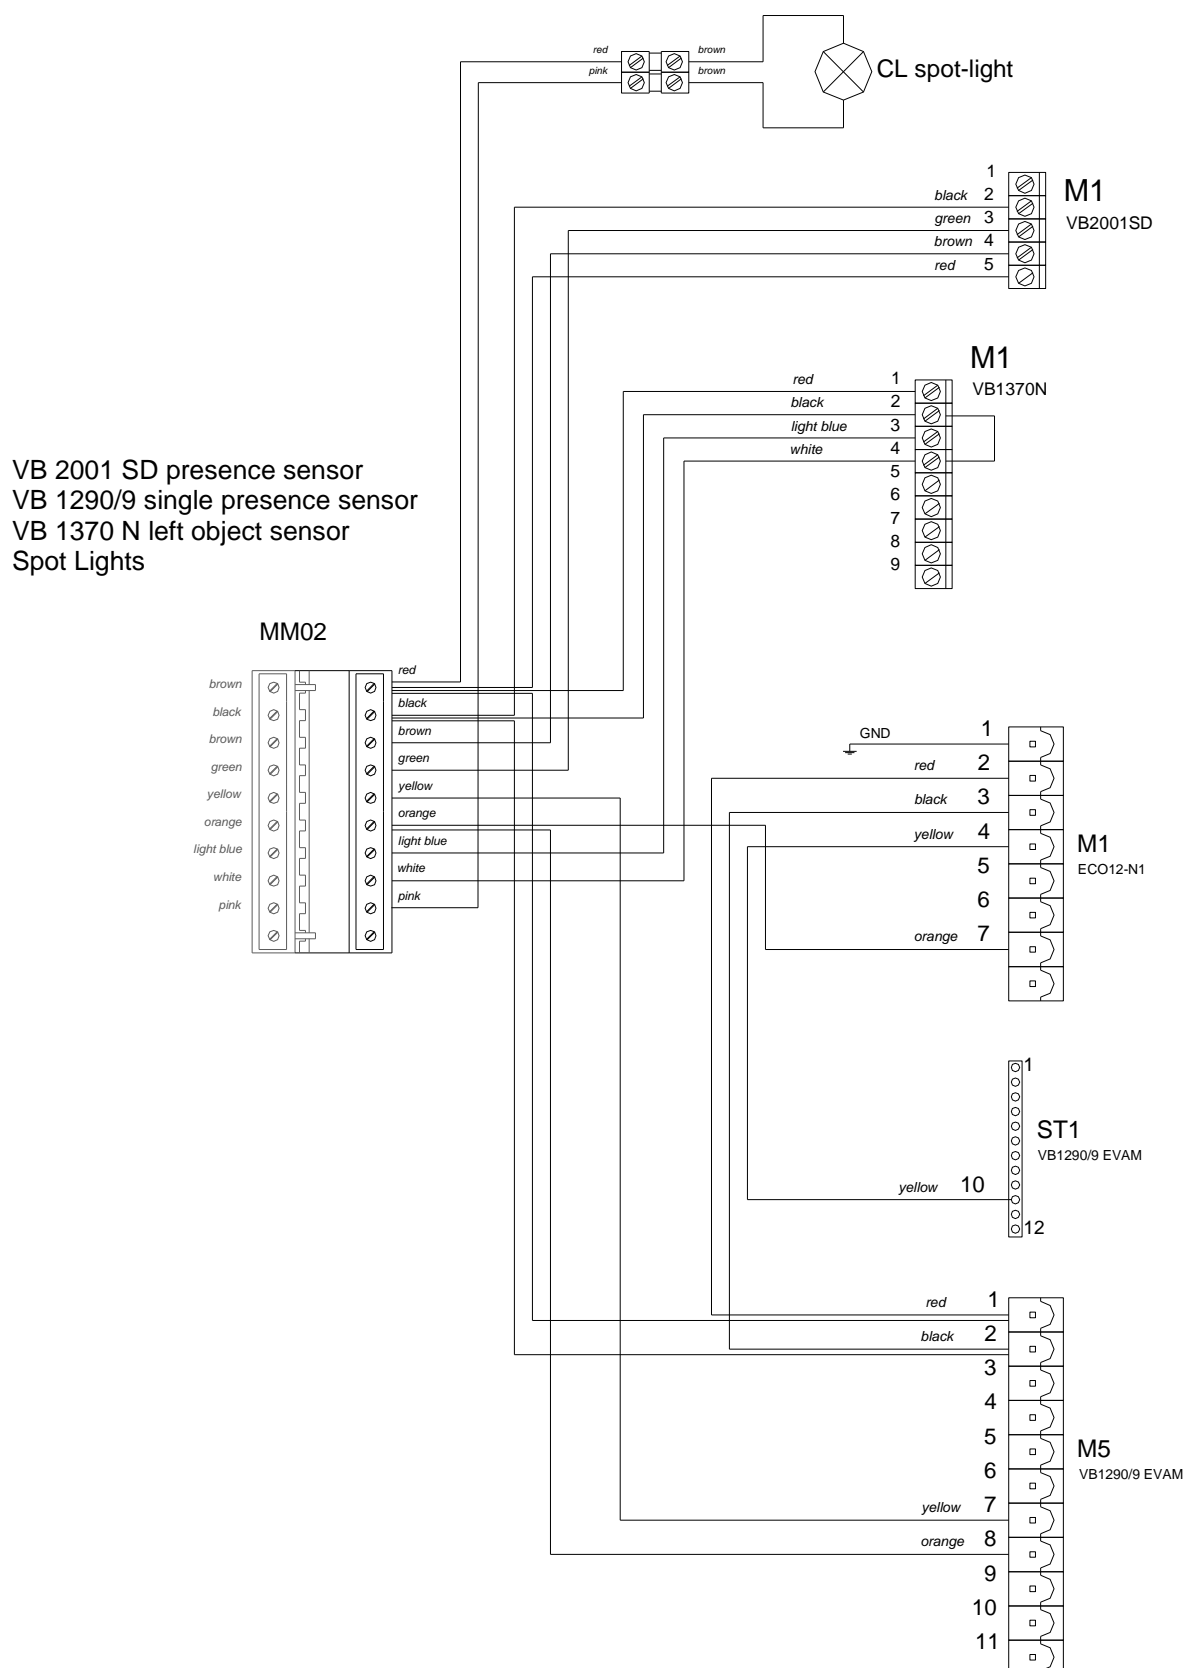 red
brown
pink
brown
CL spot-light
1
black 2
green 3
brown 4
red 5
M1
VB2001SD
M1
VB1370N
red 1
black 2
light blue 3
white 4
5
6
7
8
9
VB 2001 SD presence sensor
VB 1290/9 single presence sensor
VB 1370 N left object sensor
Spot Lights
MM02
brown
black
brown
green
yellow
orange
light blue
white
pink
red
black
brown
green
yellow
orange
light blue
white
pink
GND 1
red 2
black 3
yellow 4
5
6
orange 7
M1
ECO12-N1
1
ST1
VB1290/9 EVAM
yellow 10
12
red 1
black 2
3
4
5
6
yellow 7
orange 8
9
10
11
M5
VB1290/9 EVAM